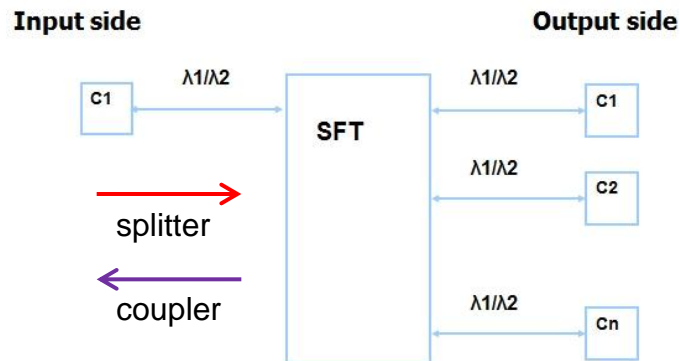 Input side
Output side
λ1/λ2
λ1/λ2
C1
C1
SFT
λ1/λ2
C2
splitter
coupler
λ1/λ2
Cn